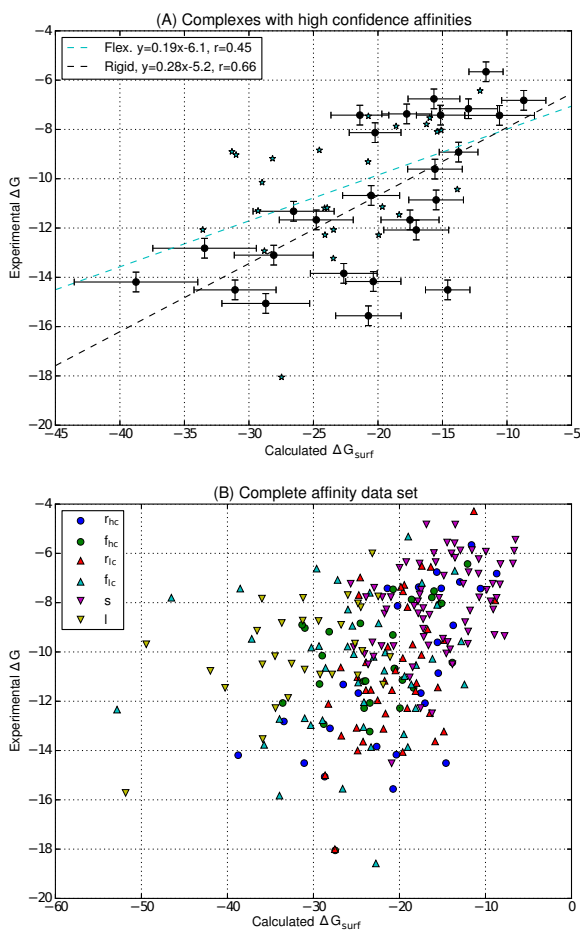 (A) Complexes with high confidence affinities
Flex. y=0.19x-6.1, r=0.45
Rigid, y=0.28x-5.2, r=0.66
−4
−6
−8
−10
−12
−14
−16
−18
−20
Experimental ΔG
−45 −40 −35 −30 −25 −20 −15 −10 −5
Calculated ΔG_surf
(B) Complete affinity data set
r_hc
f_hc
r_lc
f_lc
s
l
−4
−6
−8
−10
−12
−14
−16
−18
−20
Experimental ΔG
−60 −50 −40 −30 −20 −10 0
Calculated ΔG_surf